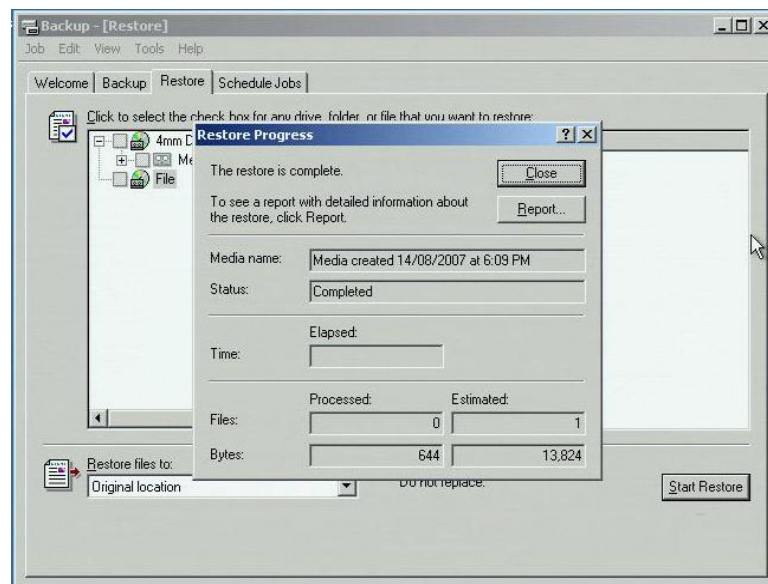 Backup - [Restore]
Job Edit View Tools Help
Welcome Backup Restore Schedule Jobs
Click to select the check box for any drive, folder, or file that you want to restore:
4mm D
Me
File
Restore Progress
The restore is complete.
Close
To see a report with detailed information about
the restore, click Report.
Report...
Media name: Media created 14/08/2007 at 6:09 PM
Status: Completed
Elapsed:
Time:
Processed: Estimated:
Files: 0 1
Bytes: 644 13,824
Restore files to:
Original location
Do not replace.
Start Restore